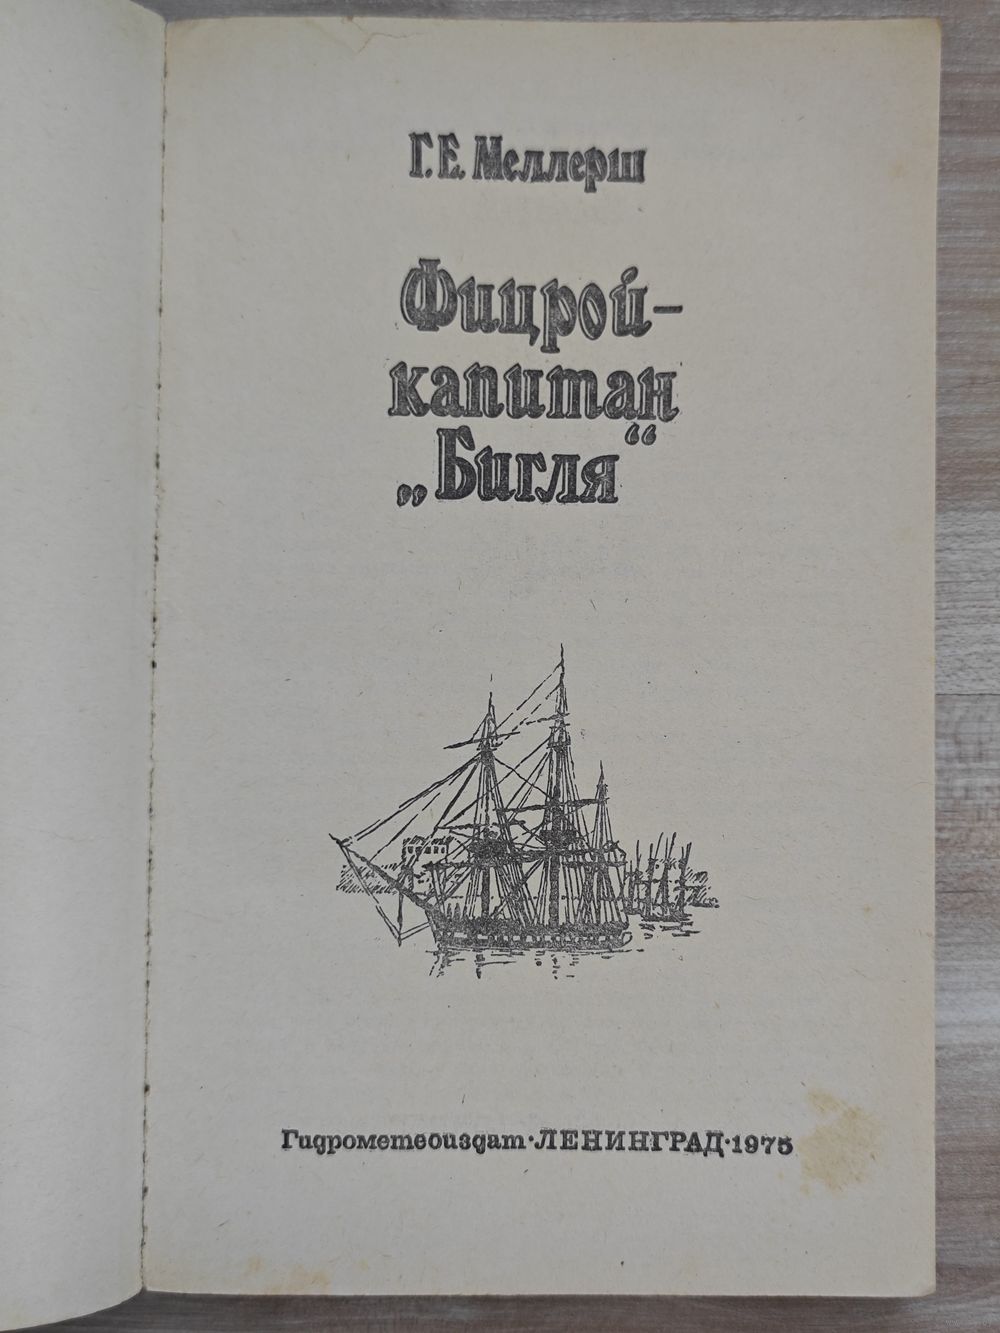 Г. Е. Меллерш
Фицрой–
капитан
„Бигля“
Гидрометеоиздат·ЛЕНИНГРАД·1975